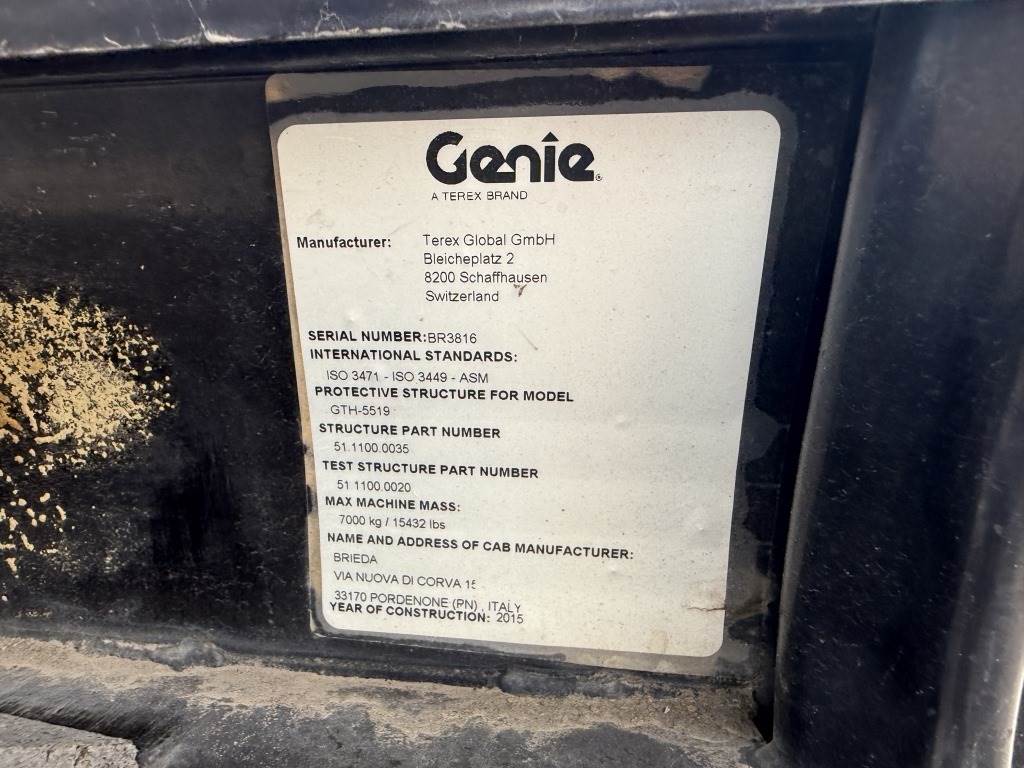 Genie®
A TEREX BRAND
Manufacturer: Terex Global GmbH
Bleicheplatz 2
8200 Schaffhausen
Switzerland
SERIAL NUMBER:BR3816
INTERNATIONAL STANDARDS:
ISO 3471 - ISO 3449 - ASM
PROTECTIVE STRUCTURE FOR MODEL
GTH-5519
STRUCTURE PART NUMBER
51.1100.0035
TEST STRUCTURE PART NUMBER
51.1100.0020
MAX MACHINE MASS:
7000 kg / 15432 lbs
NAME AND ADDRESS OF CAB MANUFACTURER:
BRIEDA
VIA NUOVA DI CORVA
33170 PORDENONE (PN) , ITALY
YEAR OF CONSTRUCTION: 2015